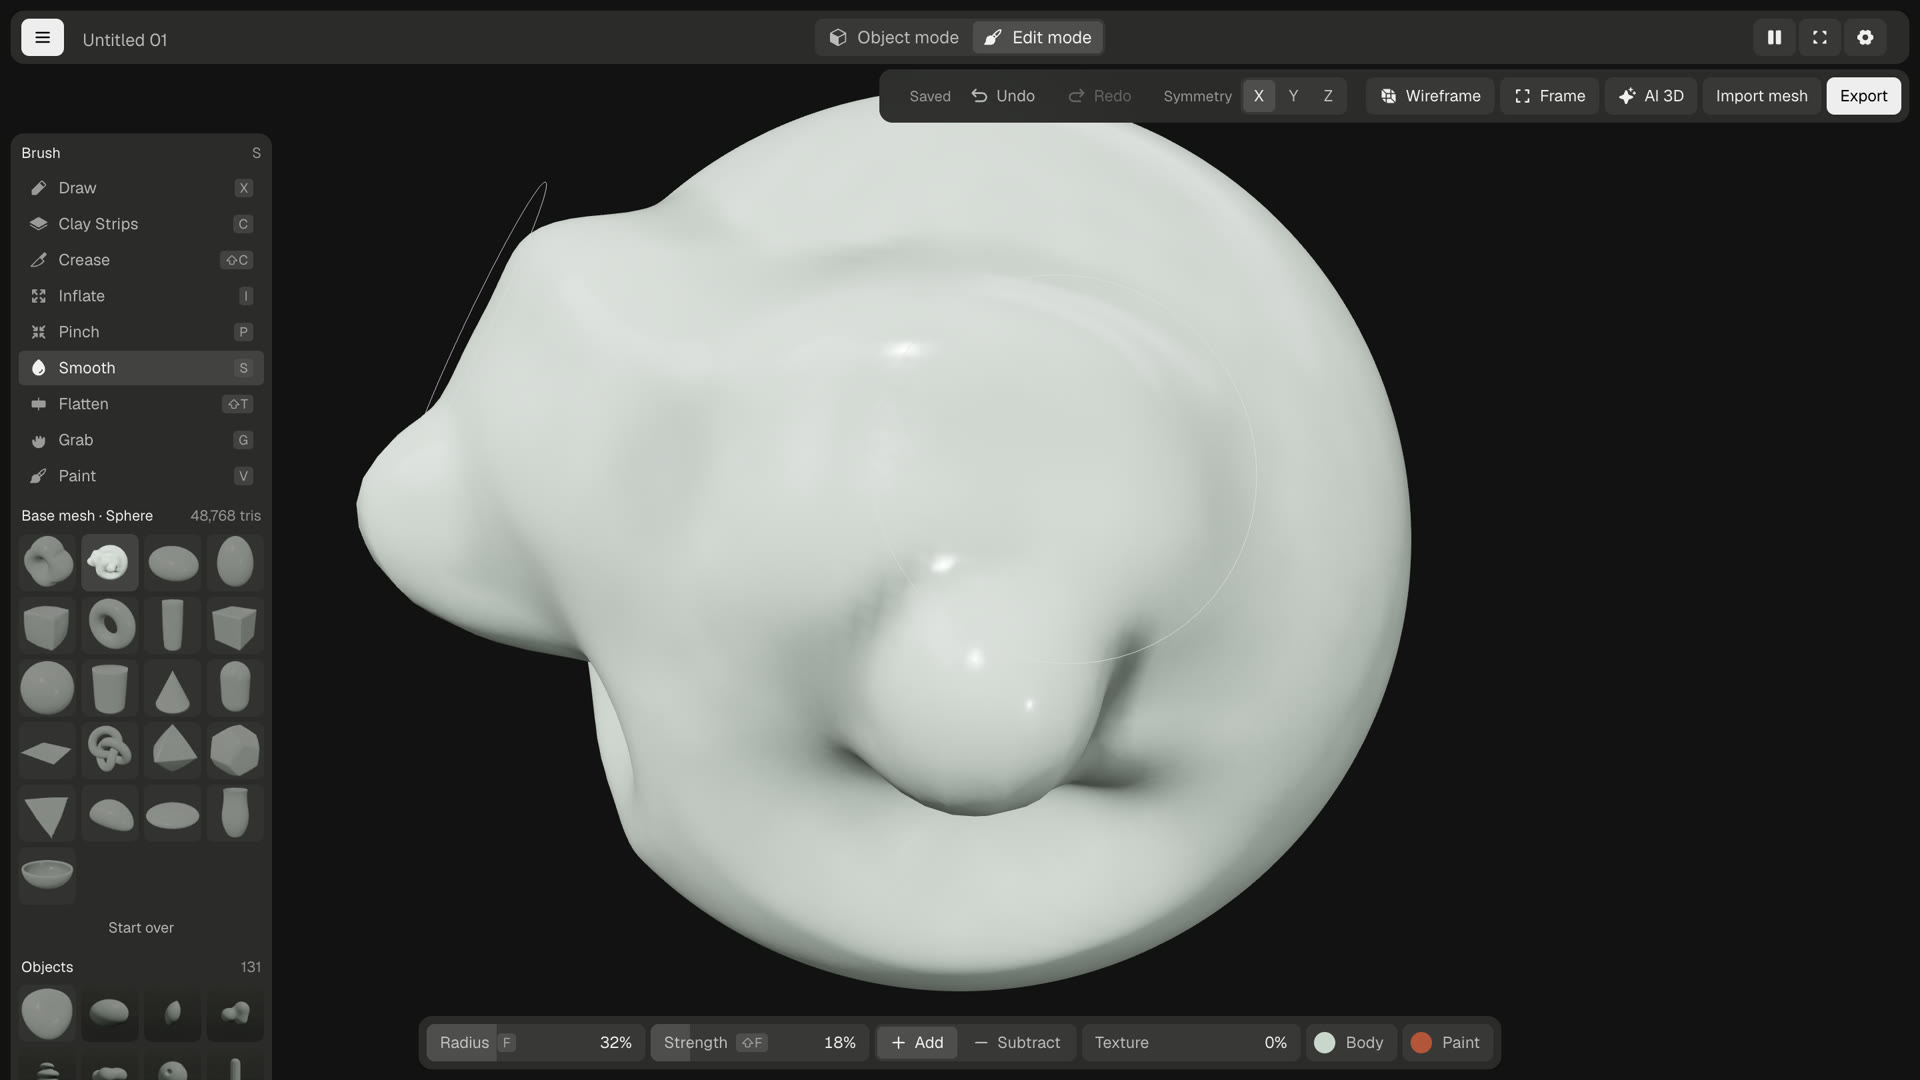 Untitled 01
Object mode
Edit mode
Saved
Undo
Redo
Symmetry
X
Y
Z
Wireframe
Frame
AI 3D
Import mesh
Export
Brush S
Draw X
Clay Strips C
Crease ⇧C
Inflate I
Pinch P
Smooth S
Flatten ⇧T
Grab G
Paint V
Base mesh · Sphere 48,768 tris
Start over
Objects 131
Radius F 32%
Strength ⇧F 18%
+ Add
− Subtract
Texture 0%
Body
Paint